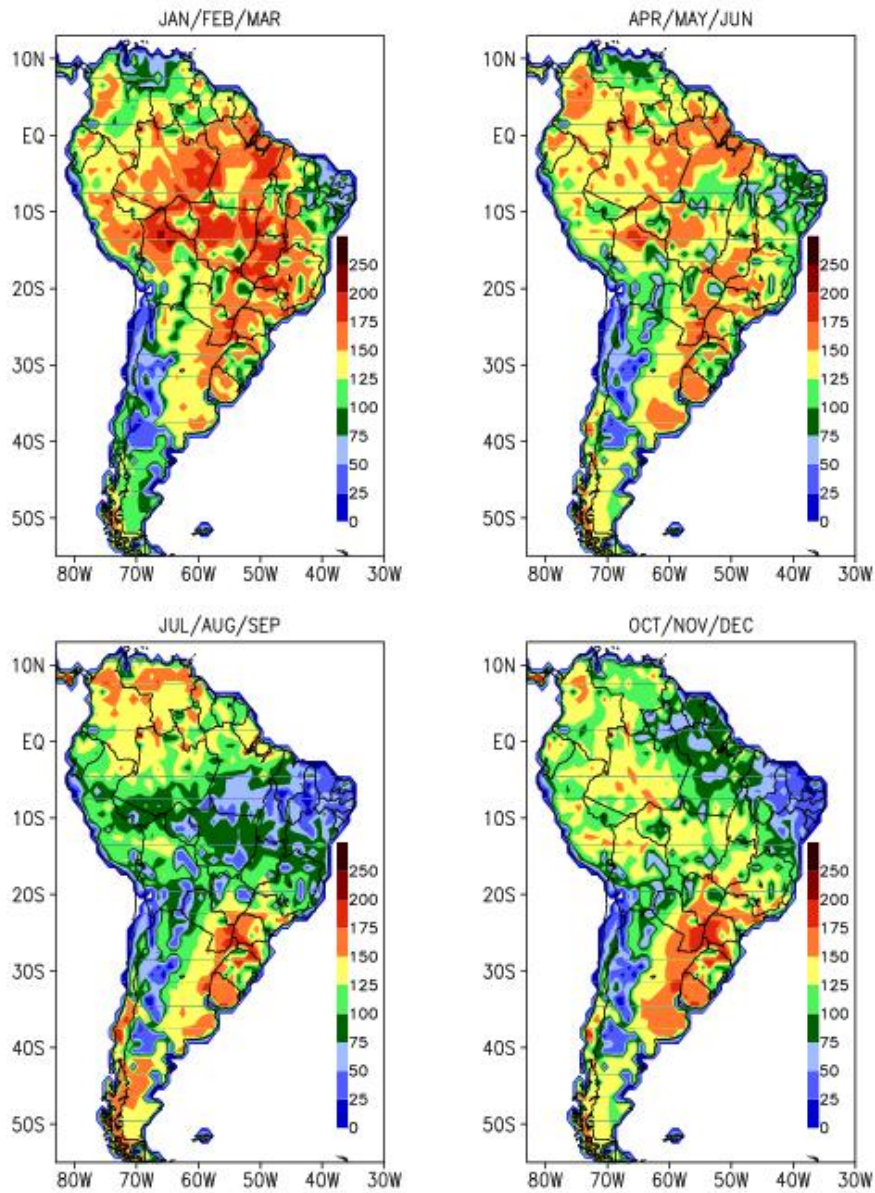 JAN/FEB/MAR
10N
EQ
10S
20S
30S
40S
50S
80W 70W 60W 50W 40W 30W
250
200
175
150
125
100
75
50
25
0
APR/MAY/JUN
10N
EQ
10S
20S
30S
40S
50S
80W 70W 60W 50W 40W 30W
250
200
175
150
125
100
75
50
25
0
JUL/AUG/SEP
10N
EQ
10S
20S
30S
40S
50S
80W 70W 60W 50W 40W 30W
250
200
175
150
125
100
75
50
25
0
OCT/NOV/DEC
10N
EQ
10S
20S
30S
40S
50S
80W 70W 60W 50W 40W 30W
250
200
175
150
125
100
75
50
25
0